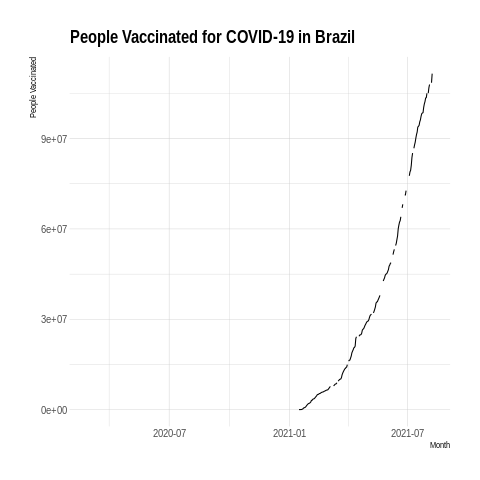 People Vaccinated for COVID-19 in Brazil
People Vaccinated
9e+07
6e+07
3e+07
0e+00
2020-07 2021-01 2021-07
Month